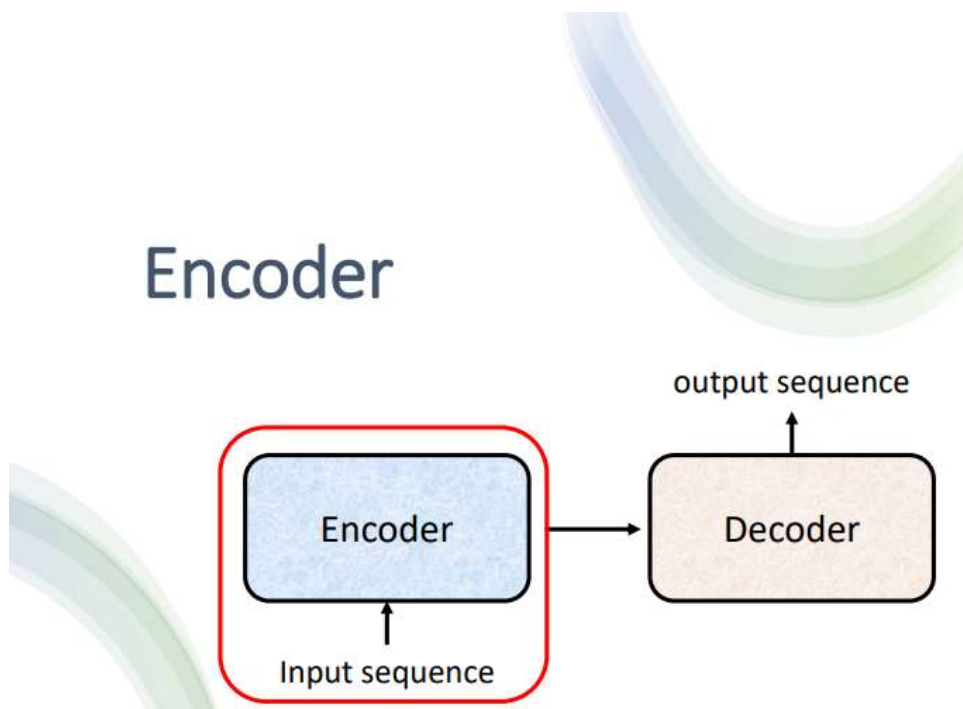 Encoder
output sequence
Encoder
Decoder
Input sequence